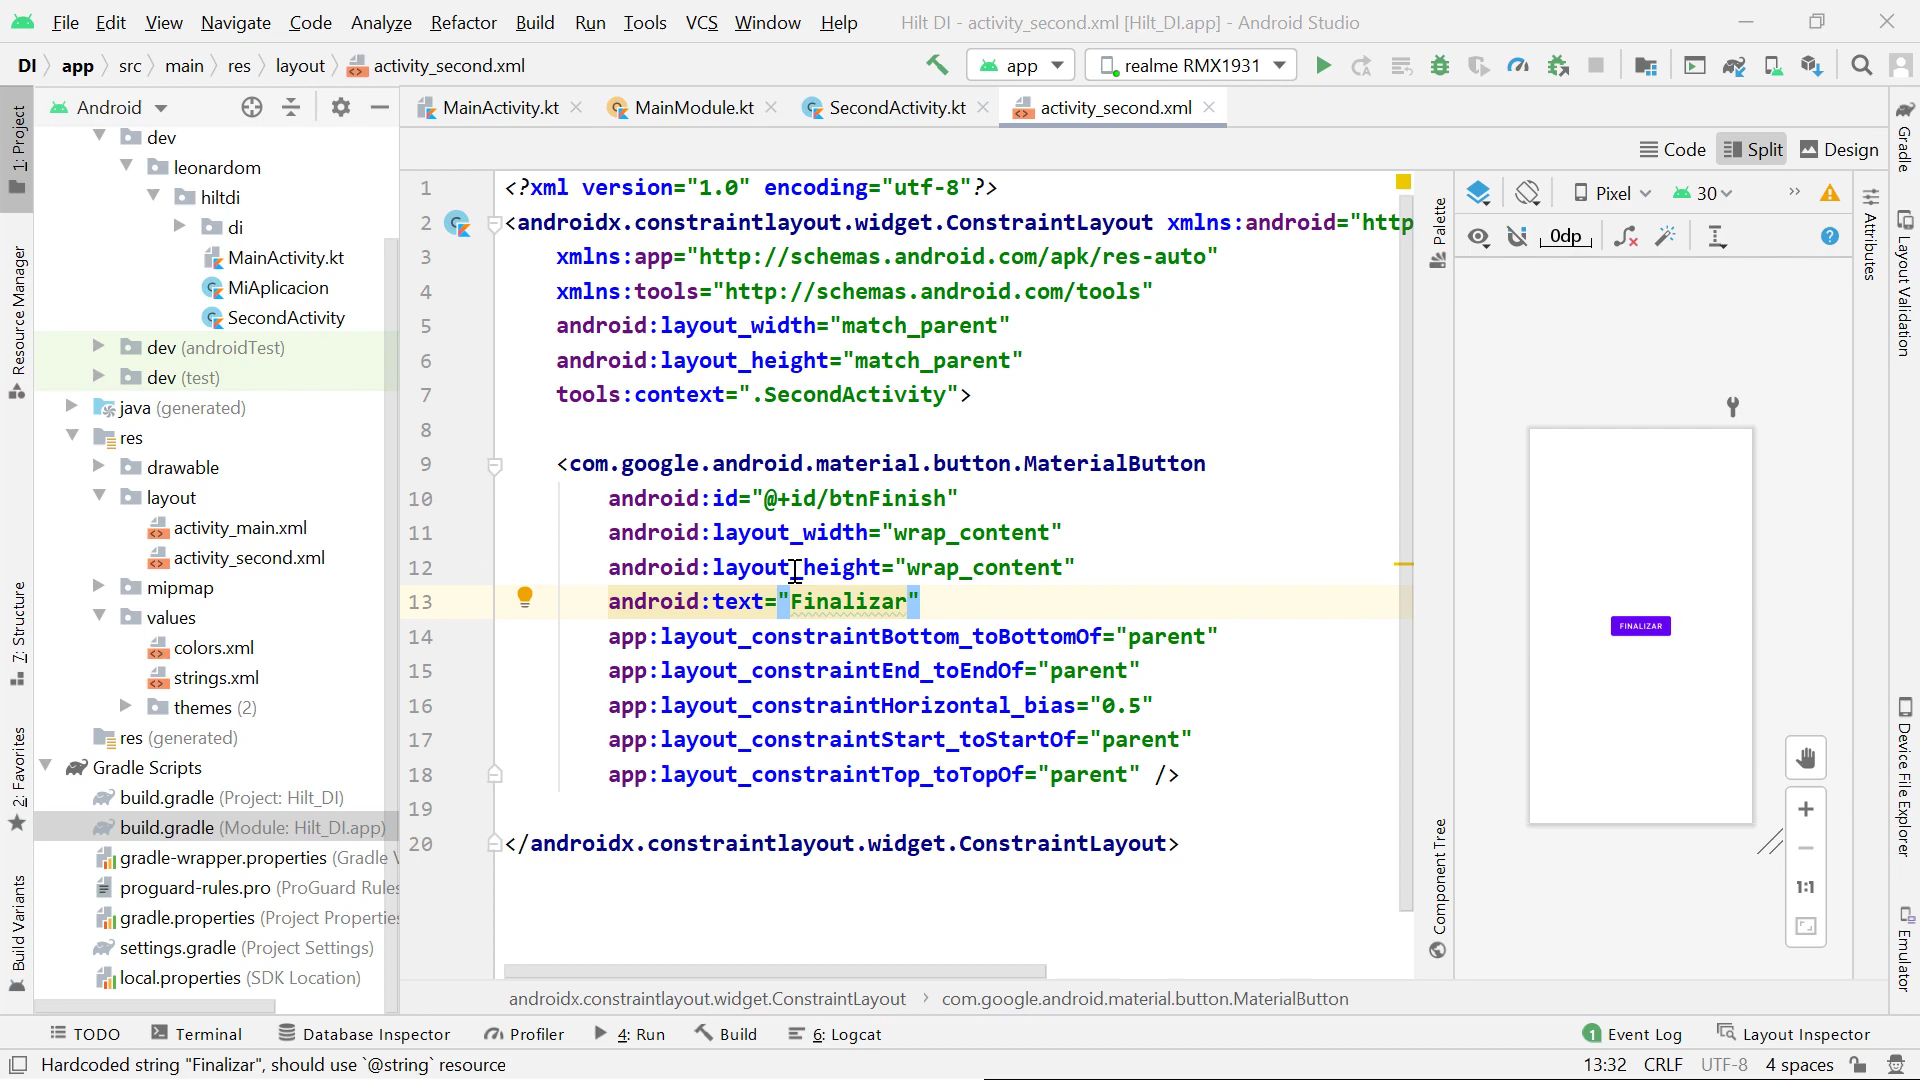 File Edit View Navigate Code Analyze Refactor Build Run Tools VCS Window Help Hilt DI - activity_second.xml [Hilt_DI.app] - Android Studio
DI app src main res layout activity_second.xml app realme RMX1931
1: Project
Resource Manager
7: Structure
2: Favorites
Build Variants
Android
dev
leonardom
hiltdi
di
MainActivity.kt
MiAplicacion
SecondActivity
dev (androidTest)
dev (test)
java (generated)
res
drawable
layout
activity_main.xml
activity_second.xml
mipmap
values
colors.xml
strings.xml
themes (2)
res (generated)
Gradle Scripts
build.gradle (Project: Hilt_DI)
build.gradle (Module: Hilt_DI.app)
gradle-wrapper.properties (Gradle V
proguard-rules.pro (ProGuard Rules
gradle.properties (Project Properties
settings.gradle (Project Settings)
local.properties (SDK Location)
MainActivity.kt MainModule.kt SecondActivity.kt activity_second.xml
Code Split Design
1 <?xml version="1.0" encoding="utf-8"?>
2 <androidx.constraintlayout.widget.ConstraintLayout xmlns:android="http
3 xmlns:app="http://schemas.android.com/apk/res-auto"
4 xmlns:tools="http://schemas.android.com/tools"
5 android:layout_width="match_parent"
6 android:layout_height="match_parent"
7 tools:context=".SecondActivity">
8
9 <com.google.android.material.button.MaterialButton
10 android:id="@+id/btnFinish"
11 android:layout_width="wrap_content"
12 android:layout_height="wrap_content"
13 android:text="Finalizar"
14 app:layout_constraintBottom_toBottomOf="parent"
15 app:layout_constraintEnd_toEndOf="parent"
16 app:layout_constraintHorizontal_bias="0.5"
17 app:layout_constraintStart_toStartOf="parent"
18 app:layout_constraintTop_toTopOf="parent" />
19
20 </androidx.constraintlayout.widget.ConstraintLayout>
androidx.constraintlayout.widget.ConstraintLayout › com.google.android.material.button.MaterialButton
Palette
Component Tree
Pixel 30 »
0dp ?
FINALIZAR
+
−
1:1
Attributes
Gradle
Layout Validation
Device File Explorer
Emulator
TODO Terminal Database Inspector Profiler 4: Run Build 6: Logcat 1 Event Log Layout Inspector
Hardcoded string "Finalizar", should use `@string` resource 13:32 CRLF UTF-8 4 spaces